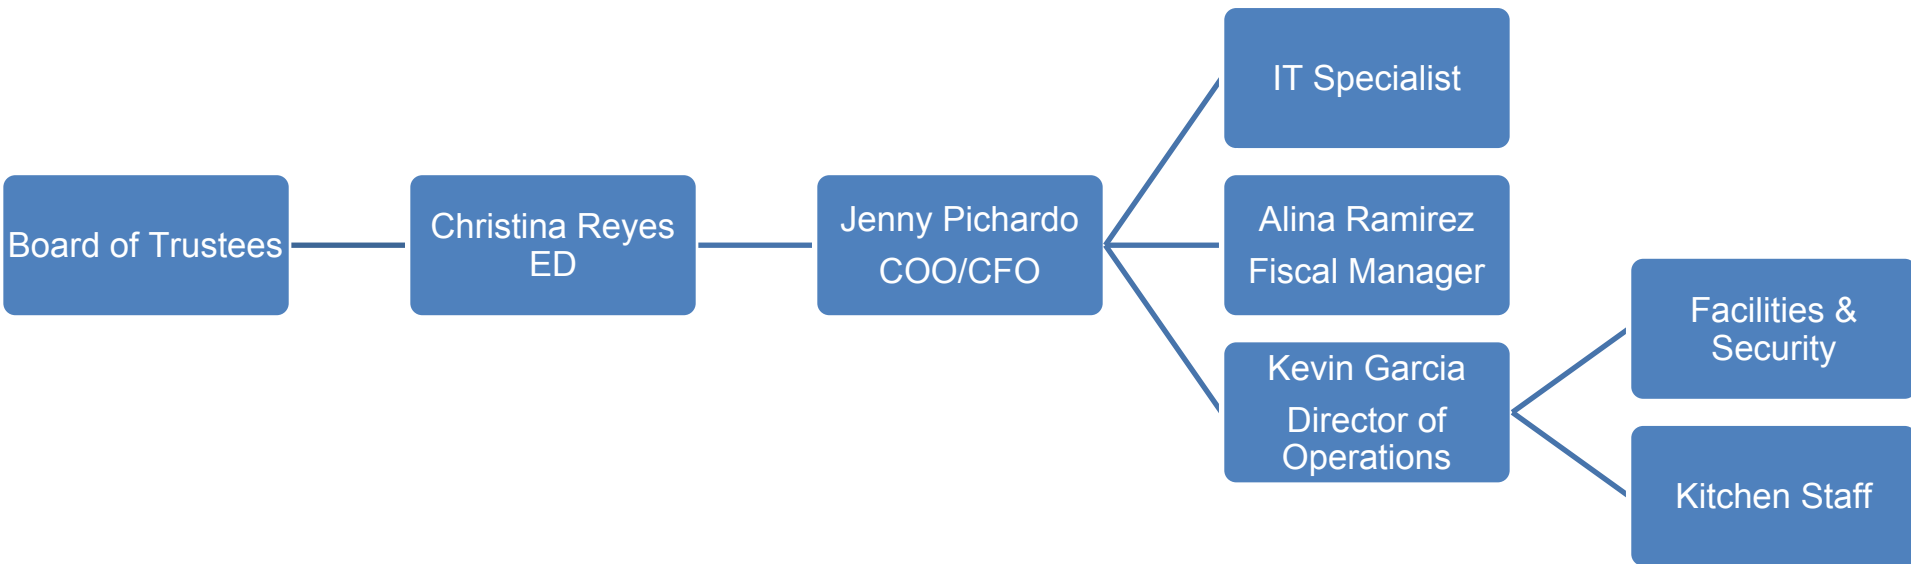 Board of Trustees
Christina Reyes
ED
Jenny Pichardo
COO/CFO
IT Specialist
Alina Ramirez
Fiscal Manager
Kevin Garcia
Director of
Operations
Facilities &
Security
Kitchen Staff